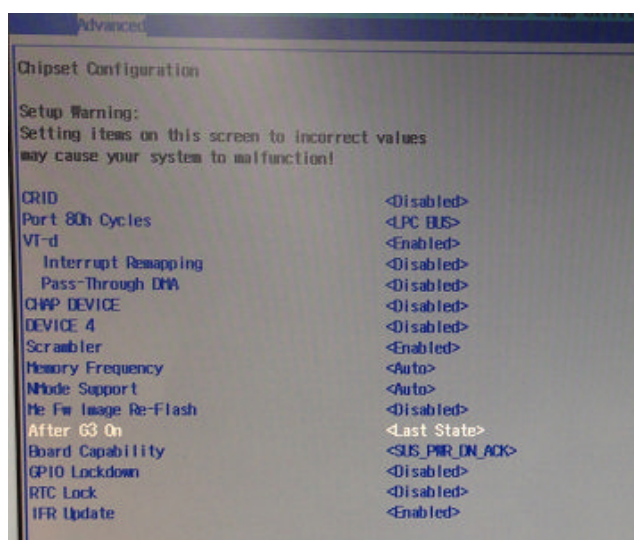 Advanced
Chipset Configuration
Setup Warning:
Setting items on this screen to incorrect values
may cause your system to malfunction!
CRID <Disabled>
Port 80h Cycles <LPC BUS>
VT-d <Enabled>
Interrupt Remapping <Disabled>
Pass-Through DMA <Disabled>
CHAP DEVICE <Disabled>
DEVICE 4 <Disabled>
Scrambler <Enabled>
Memory Frequency <Auto>
NMode Support <Auto>
Me Fw Image Re-Flash <Disabled>
After G3 On <Last State>
Board Capability <SUS_PWR_DN_ACK>
GPIO Lockdown <Disabled>
RTC Lock <Disabled>
IFR Update <Enabled>